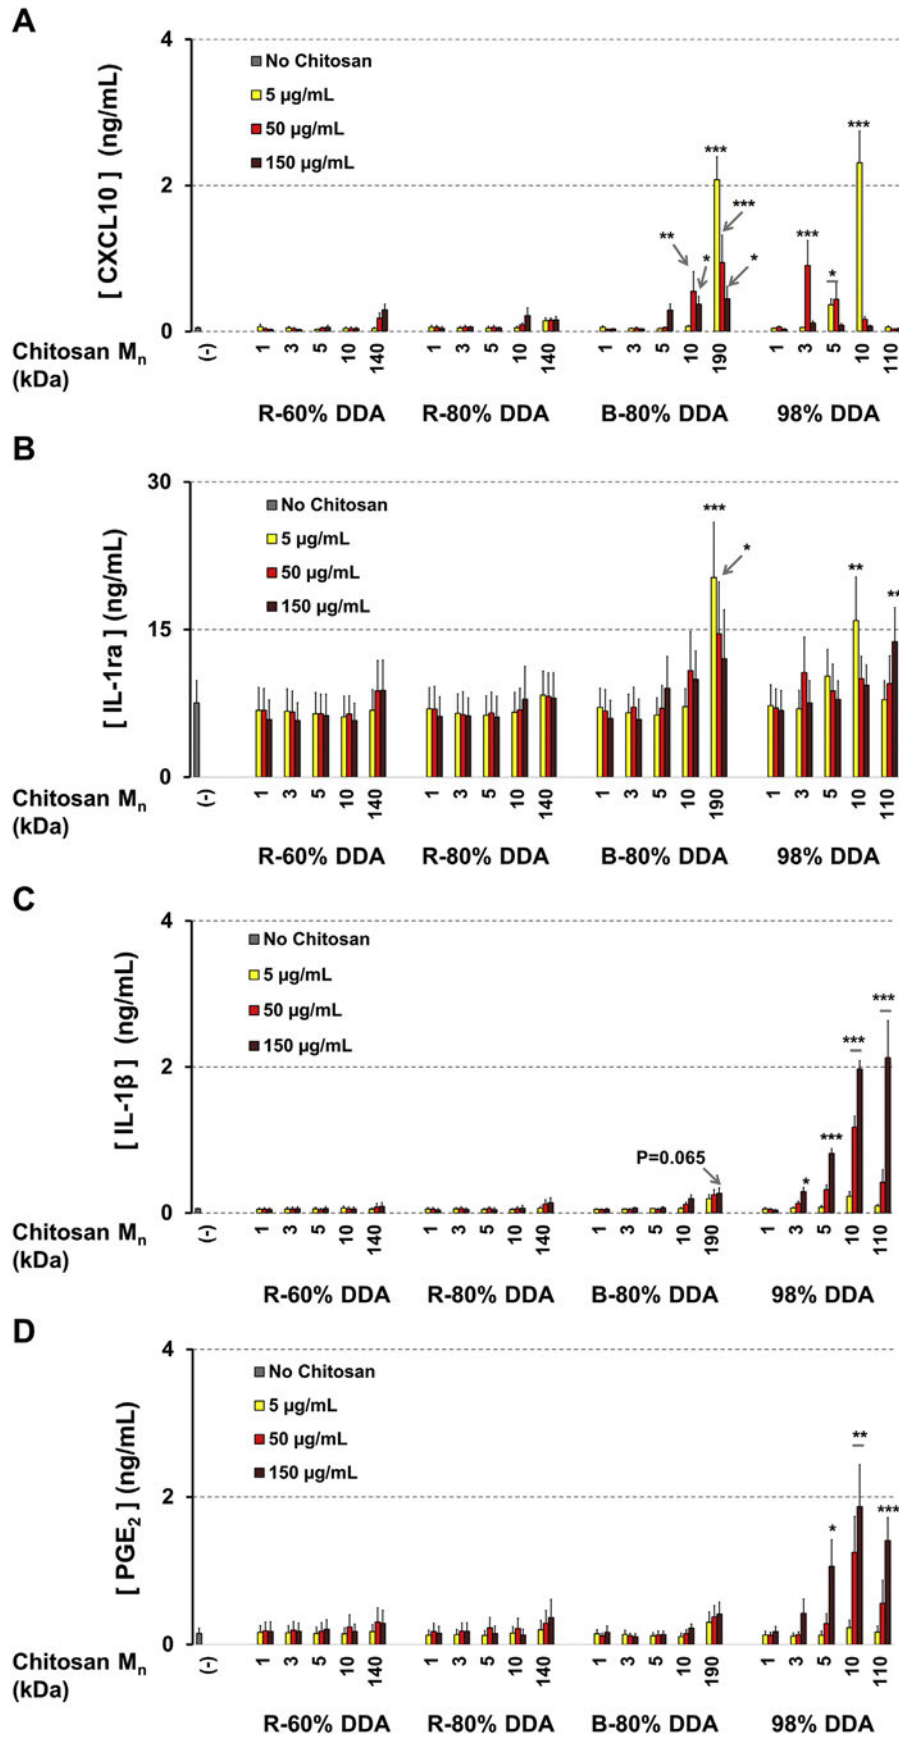 A
[ CXCL10 ] (ng/mL)
4
2
0
No Chitosan
5 µg/mL
50 µg/mL
150 µg/mL
** *** * *** * *** * ***
Chitosan Mn (kDa)
(-) 1 3 5 10 140 1 3 5 10 140 1 3 5 10 190 1 3 5 10 110
R-60% DDA R-80% DDA B-80% DDA 98% DDA
B
[ IL-1ra ] (ng/mL)
30
15
0
No Chitosan
5 µg/mL
50 µg/mL
150 µg/mL
*** * ** **
Chitosan Mn (kDa)
(-) 1 3 5 10 140 1 3 5 10 140 1 3 5 10 190 1 3 5 10 110
R-60% DDA R-80% DDA B-80% DDA 98% DDA
C
[ IL-1β ] (ng/mL)
4
2
0
No Chitosan
5 µg/mL
50 µg/mL
150 µg/mL
P=0.065 * *** *** ***
Chitosan Mn (kDa)
(-) 1 3 5 10 140 1 3 5 10 140 1 3 5 10 190 1 3 5 10 110
R-60% DDA R-80% DDA B-80% DDA 98% DDA
D
[ PGE2 ] (ng/mL)
4
2
0
No Chitosan
5 µg/mL
50 µg/mL
150 µg/mL
* ** ***
Chitosan Mn (kDa)
(-) 1 3 5 10 140 1 3 5 10 140 1 3 5 10 190 1 3 5 10 110
R-60% DDA R-80% DDA B-80% DDA 98% DDA